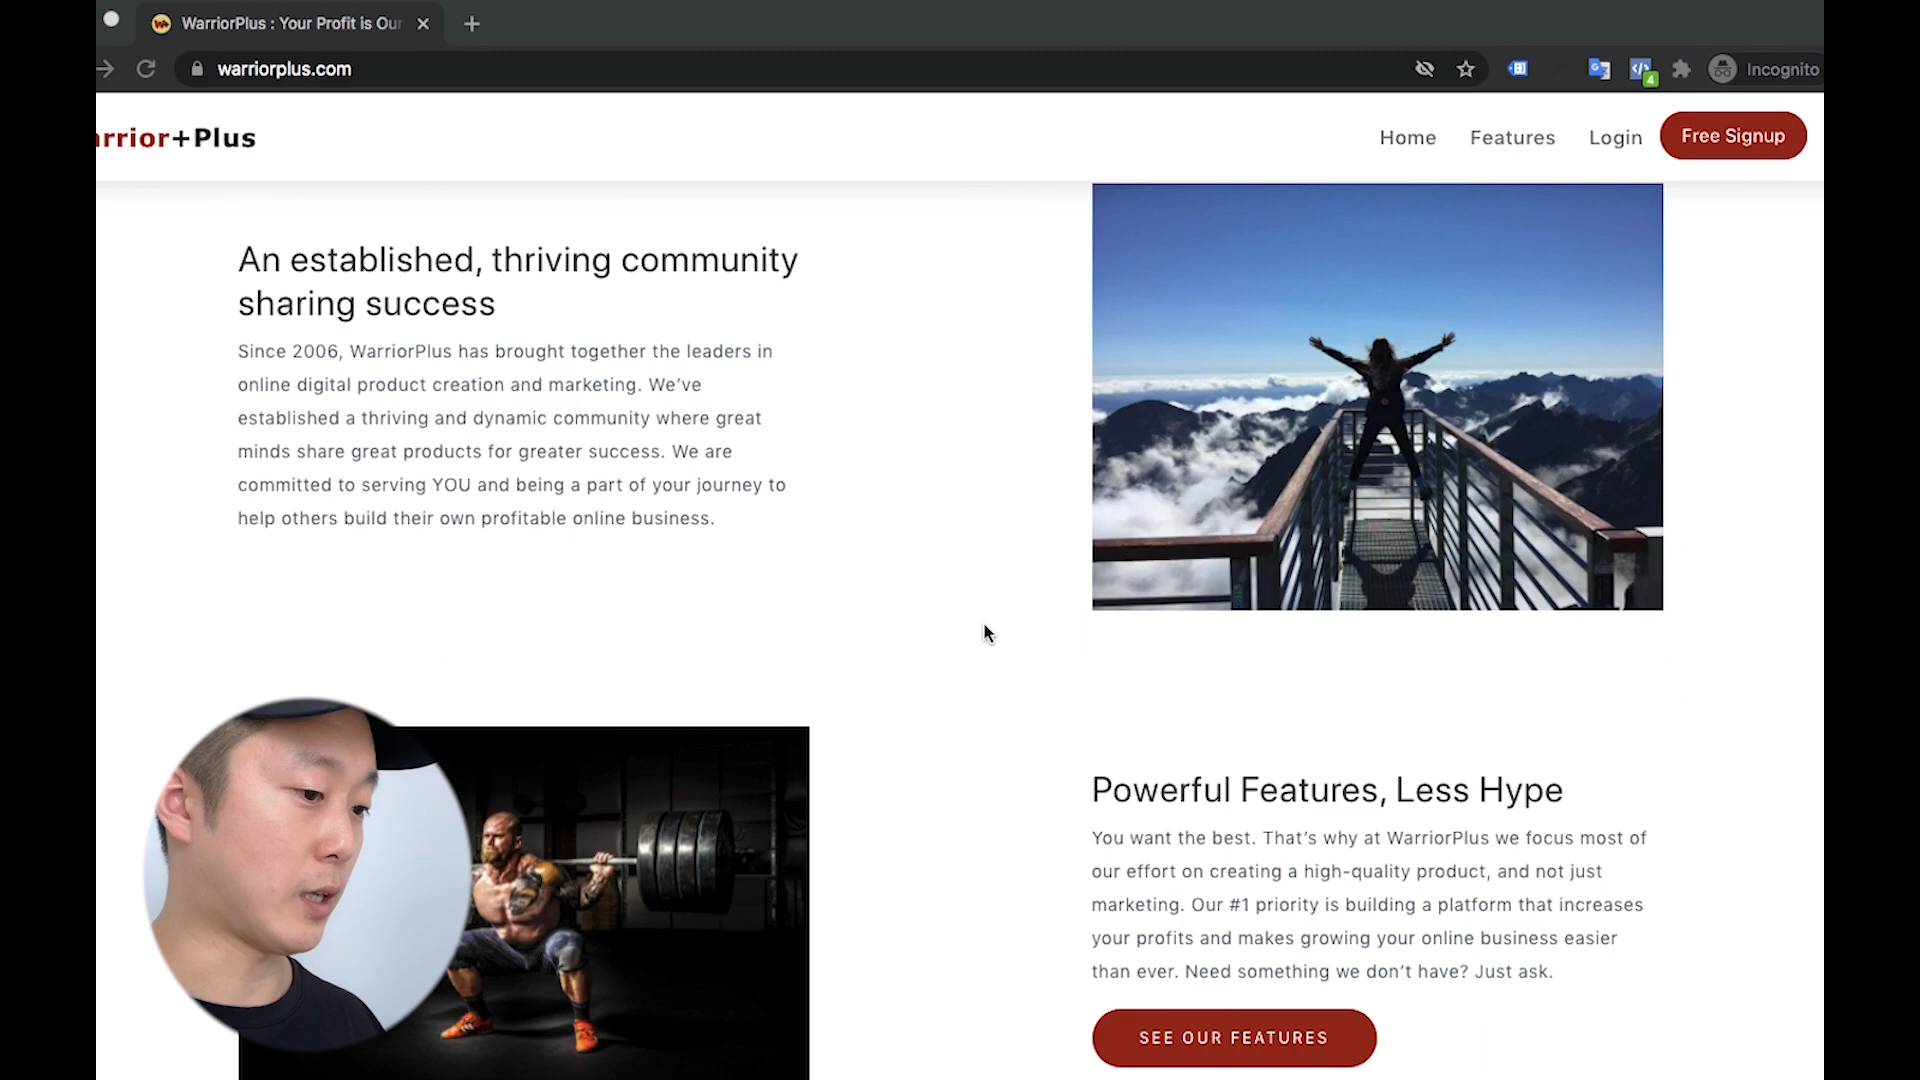 WarriorPlus : Your Profit is Our
warriorplus.com
4
Incognito
rrior+Plus
Home
Features
Login
Free Signup
An established, thriving community
sharing success
Since 2006, WarriorPlus has brought together the leaders in
online digital product creation and marketing. We’ve
established a thriving and dynamic community where great
minds share great products for greater success. We are
committed to serving YOU and being a part of your journey to
help others build their own profitable online business.
Powerful Features, Less Hype
You want the best. That’s why at WarriorPlus we focus most of
our effort on creating a high-quality product, and not just
marketing. Our #1 priority is building a platform that increases
your profits and makes growing your online business easier
than ever. Need something we don’t have? Just ask.
SEE OUR FEATURES